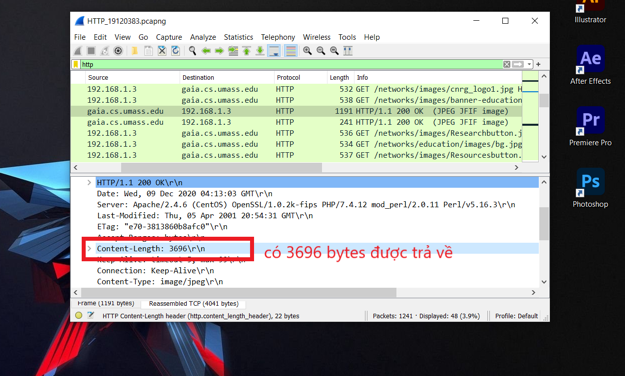 HTTP_19120383.pcapng
File Edit View Go Capture Analyze Statistics Telephony Wireless Tools Help
http
Source Destination Protocol Length Info
192.168.1.3 gaia.cs.umass.edu HTTP 532 GET /networks/images/cnrg_logo1.jpg H
192.168.1.3 gaia.cs.umass.edu HTTP 538 GET /networks/images/banner-education
gaia.cs.umass.edu 192.168.1.3 HTTP 1191 HTTP/1.1 200 OK (JPEG JFIF image)
gaia.cs.umass.edu 192.168.1.3 HTTP 241 HTTP/1.1 200 OK (JPEG JFIF image)
192.168.1.3 gaia.cs.umass.edu HTTP 536 GET /networks/images/Researchbutton.j
192.168.1.3 gaia.cs.umass.edu HTTP 534 GET /networks/education/images/bg.jpg
192.168.1.3 gaia.cs.umass.edu HTTP 537 GET /networks/images/Resourcesbutton.
HTTP/1.1 200 OK\r\n
Date: Wed, 09 Dec 2020 04:13:03 GMT\r\n
Server: Apache/2.4.6 (CentOS) OpenSSL/1.0.2k-fips PHP/7.4.12 mod_perl/2.0.11 Perl/v5.16.3\r\n
Last-Modified: Thu, 05 Apr 2001 20:54:31 GMT\r\n
ETag: "e70-3813860b8afc0"\r\n
Content-Length: 3696\r\n
có 3696 bytes được trả về
Connection: Keep-Alive\r\n
Content-Type: image/jpeg\r\n
Frame (1191 bytes) Reassembled TCP (4041 bytes)
HTTP Content-Length header (http.content_length_header), 22 bytes Packets: 1241 · Displayed: 48 (3.9%) Profile: Default
Illustrator
Ae
After Effects
Pr
Premiere Pro
Ps
Photoshop